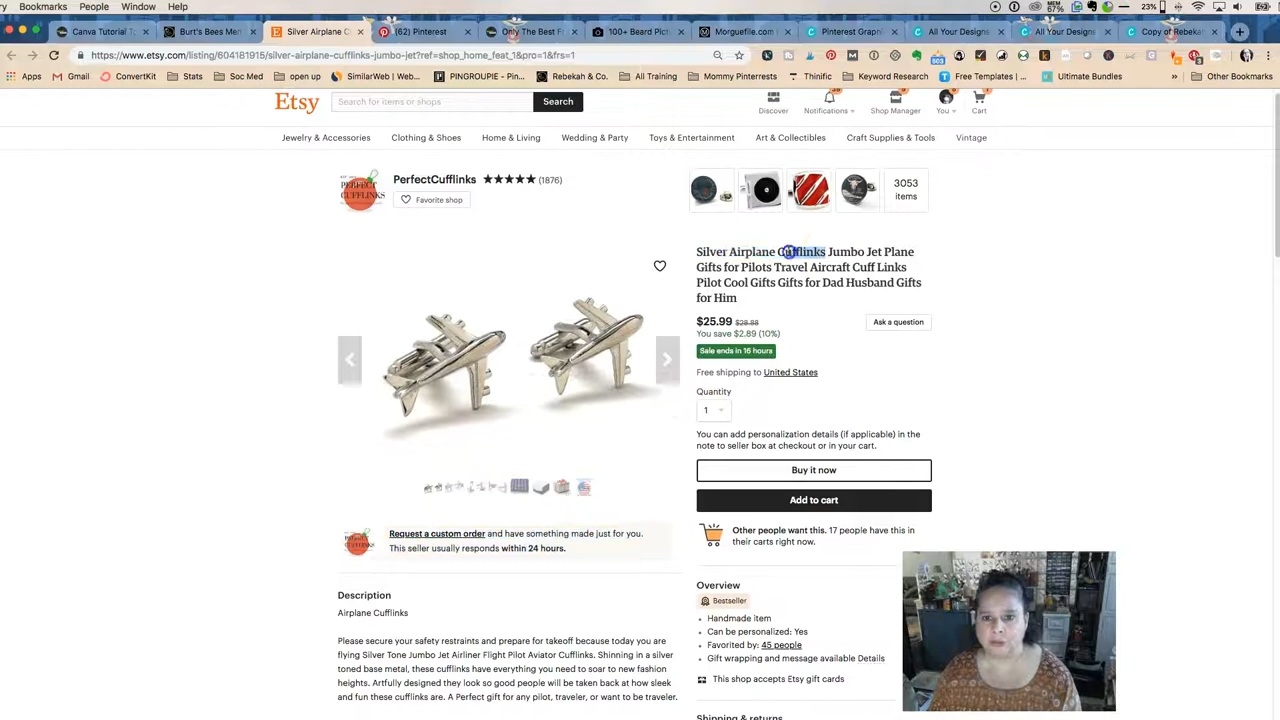 Bookmarks People Window Help
MEM 67%
23%
Canva Tutorial
Burt's Bees Men
Silver Airplane C
(62) Pinterest
Only The Best F
100+ Beard Pict
Morguefile.com
Pinterest Graphi
All Your Designs
All Your Designs
Copy of Rebeka
https://www.etsy.com/listing/604181915/silver-airplane-cufflinks-jumbo-jet?ref=shop_home_feat_1&pro=1&frs=1
Apps Gmail ConvertKit Stats Soc Med open up SimilarWeb | Web... PINGROUPIE - Pin... Rebekah & Co. All Training Mommy Pinterrests Thinific Keyword Research Free Templates | ... Ultimate Bundles » Other Bookmarks
Etsy
Search for items or shops
Search
Discover
Notifications
Shop Manager
You
Cart
Jewelry & Accessories Clothing & Shoes Home & Living Wedding & Party Toys & Entertainment Art & Collectibles Craft Supplies & Tools Vintage
PERFECT
CUFFLINKS
PerfectCufflinks ★★★★★ (1876)
Favorite shop
3053
items
Silver Airplane Cufflinks Jumbo Jet Plane
Gifts for Pilots Travel Aircraft Cuff Links
Pilot Cool Gifts Gifts for Dad Husband Gifts
for Him
$25.99 $28.88
You save $2.89 (10%)
Ask a question
Sale ends in 16 hours
Free shipping to United States
Quantity
1
You can add personalization details (if applicable) in the
note to seller box at checkout or in your cart.
Buy it now
Add to cart
Other people want this. 17 people have this in
their carts right now.
Request a custom order and have something made just for you.
This seller usually responds within 24 hours.
Overview
Bestseller
Handmade item
Can be personalized: Yes
Favorited by: 45 people
Gift wrapping and message available Details
This shop accepts Etsy gift cards
Shipping & returns
Description
Airplane Cufflinks
Please secure your safety restraints and prepare for takeoff because today you are
flying Silver Tone Jumbo Jet Airliner Flight Pilot Aviator Cufflinks. Shinning in a silver
toned base metal, these cufflinks have everything you need to soar to new fashion
heights. Artfully designed they look so good people will be taken back at how sleek
and fun these cufflinks are. A Perfect gift for any pilot, traveler, or want to be traveler.